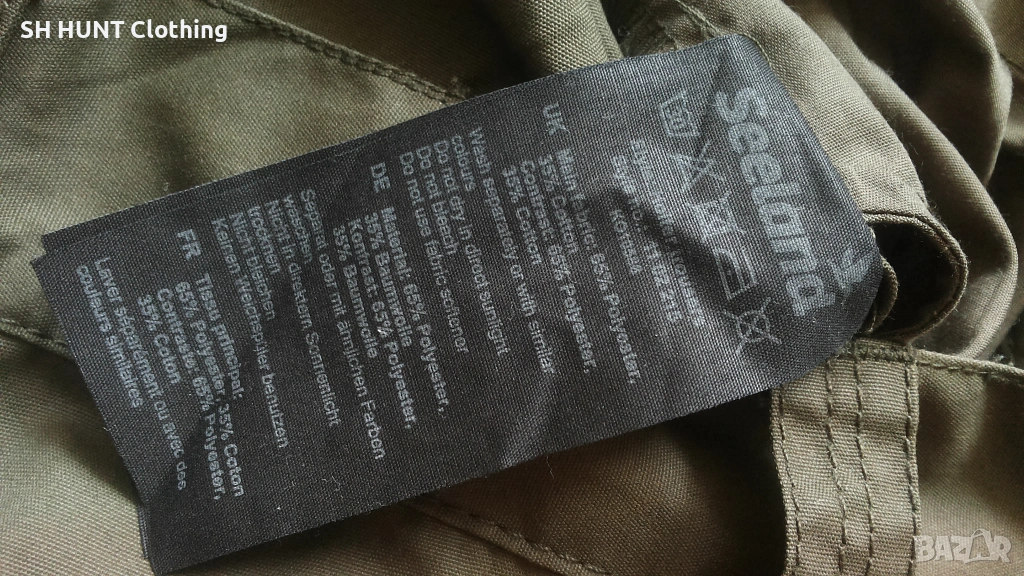 SH HUNT Clothing
Seeland
UK
Main fabric: 65% Polyester,
35% Cotton
Contrast: 65% Polyester,
35% Cotton
Wash separately or with similar
colours
Do not dry in direct sunlight
Do not bleach
Do not use fabric softener
DE
Material: 65% Polyester,
35% Baumwolle
Kontrast: 65% Polyester,
35% Baumwolle
Separat oder mit ähnlichen Farben
waschen
Nicht in direktem Sonnenlicht
trocknen
Nicht bleichen
Keinen Weichspüler benutzen
FR
Tissu principal:
65% Polyester, 35% Coton
Contraste: 65% Polyester,
35% Coton
Laver séparément ou avec des
couleurs similaires
BAZAR